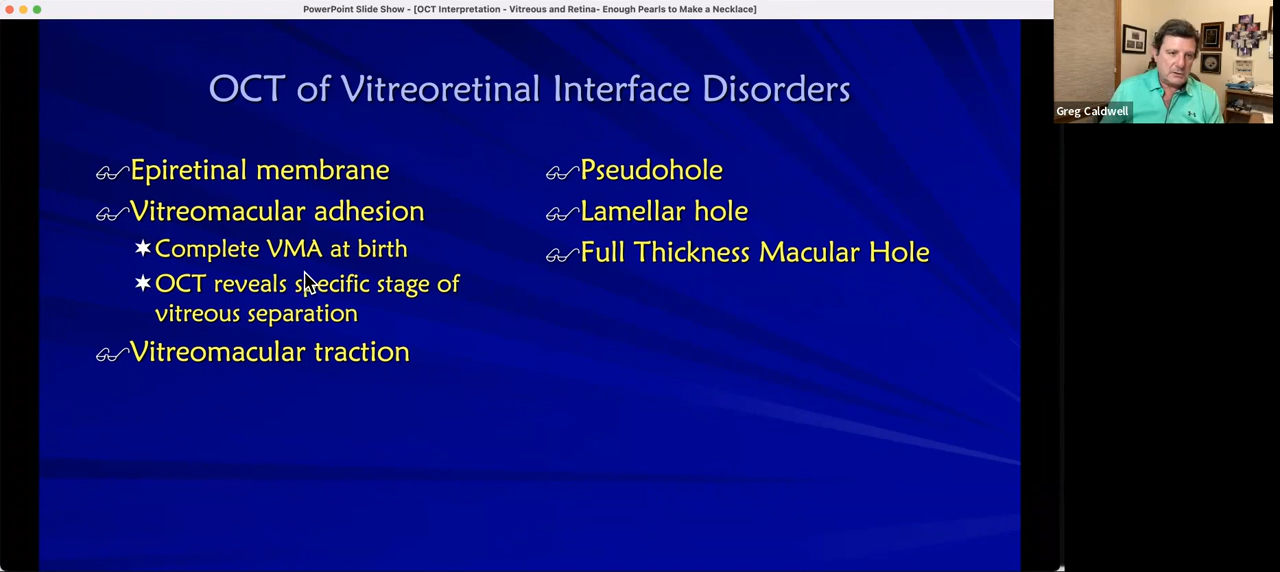 PowerPoint Slide Show - [OCT Interpretation - Vitreous and Retina- Enough Pearls to Make a Necklace]
Greg Caldwell
OCT of Vitreoretinal Interface Disorders
Epiretinal membrane
Vitreomacular adhesion
Complete VMA at birth
OCT reveals specific stage of
vitreous separation
Vitreomacular traction
Pseudohole
Lamellar hole
Full Thickness Macular Hole